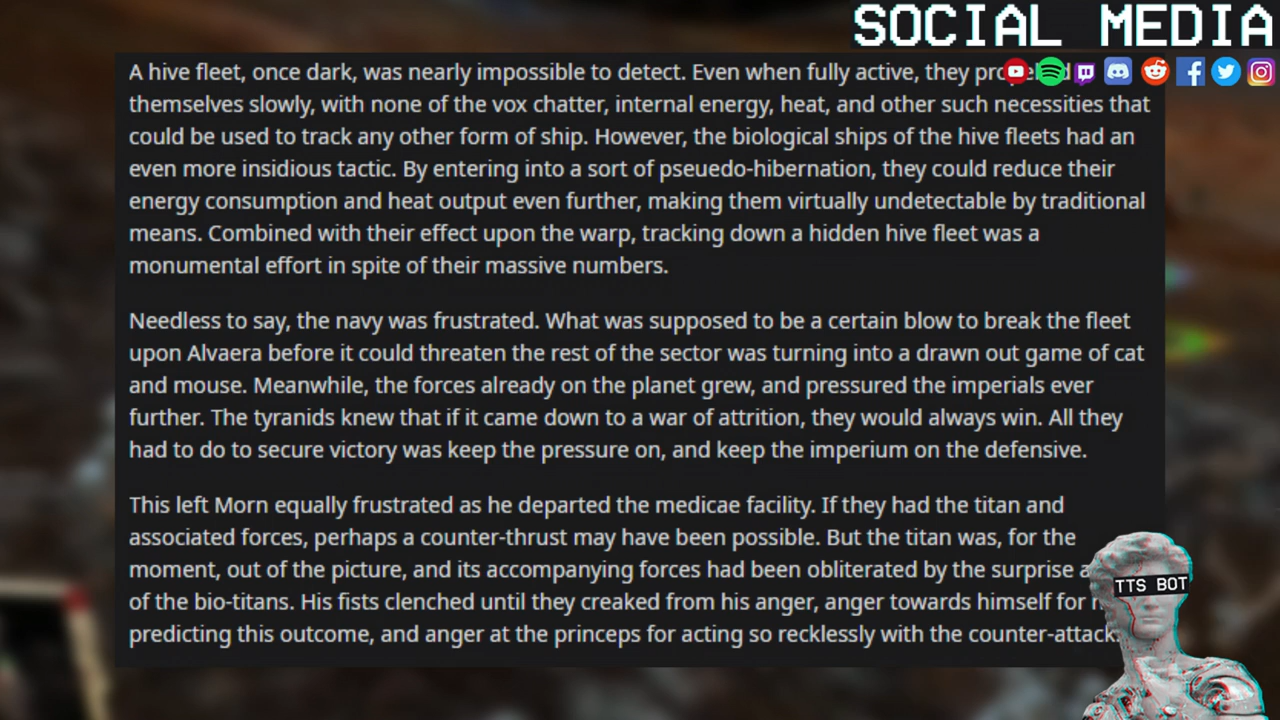 SOCIAL MEDIA
A hive fleet, once dark, was nearly impossible to detect. Even when fully active, they
themselves slowly, with none of the vox chatter, internal energy, heat, and other such necessities that
could be used to track any other form of ship. However, the biological ships of the hive fleets had an
even more insidious tactic. By entering into a sort of pseuedo-hibernation, they could reduce their
energy consumption and heat output even further, making them virtually undetectable by traditional
means. Combined with their effect upon the warp, tracking down a hidden hive fleet was a
monumental effort in spite of their massive numbers.
Needless to say, the navy was frustrated. What was supposed to be a certain blow to break the fleet
upon Alvaera before it could threaten the rest of the sector was turning into a drawn out game of cat
and mouse. Meanwhile, the forces already on the planet grew, and pressured the imperials ever
further. The tyranids knew that if it came down to a war of attrition, they would always win. All they
had to do to secure victory was keep the pressure on, and keep the imperium on the defensive.
This left Morn equally frustrated as he departed the medicae facility. If they had the titan and
associated forces, perhaps a counter-thrust may have been possible. But the titan was, for the
moment, out of the picture, and its accompanying forces had been obliterated by the surprise
of the bio-titans. His fists clenched until they creaked from his anger, anger towards himself for
predicting this outcome, and anger at the princeps for acting so recklessly with the counter-attack.
TTS BOT